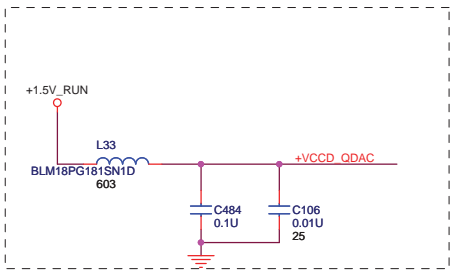 +1.5V_RUN
L33
BLM18PG181SN1D
603
+VCCD_QDAC
C484
0.1U
C106
0.01U
25